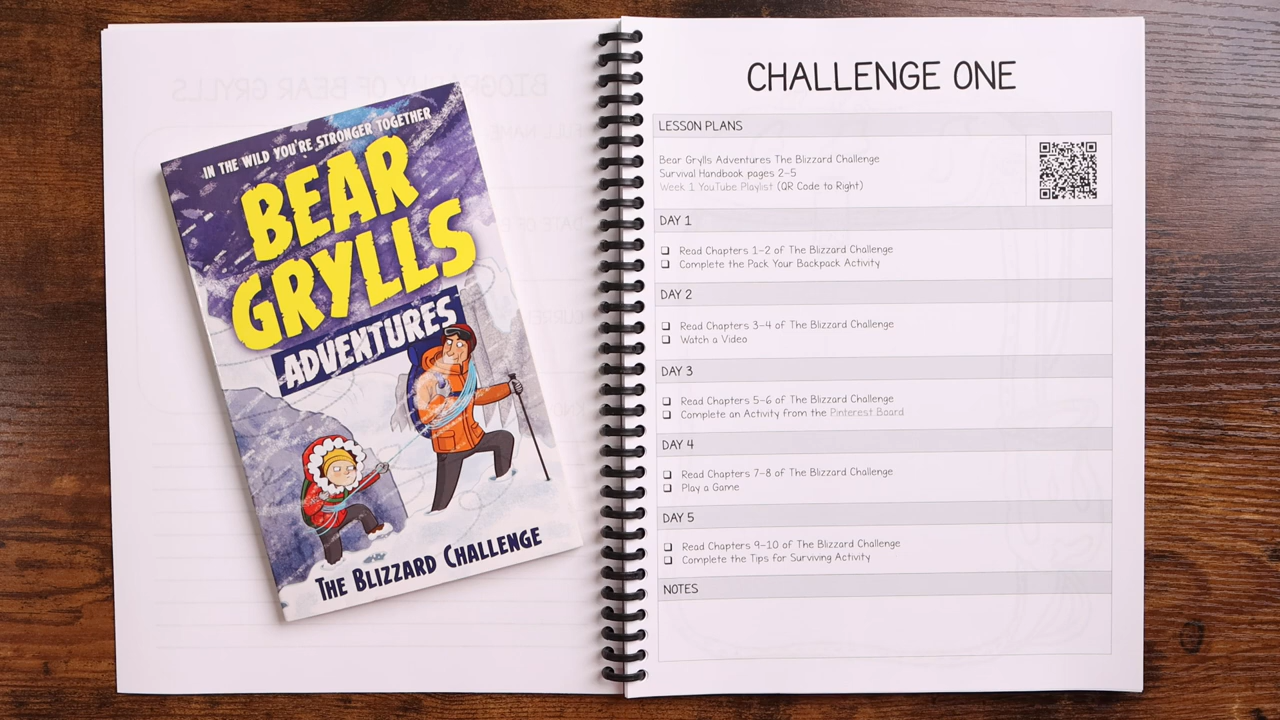 IN THE WILD YOU'RE STRONGER TOGETHER
BEAR
GRYLLS
ADVENTURES
THE BLIZZARD CHALLENGE
CHALLENGE ONE
LESSON PLANS
Bear Grylls Adventures The Blizzard Challenge
Survival Handbook pages 2-5
Week 1 YouTube Playlist (QR Code to Right)
DAY 1
Read Chapters 1-2 of The Blizzard Challenge
Complete the Pack Your Backpack Activity
DAY 2
Read Chapters 3-4 of The Blizzard Challenge
Watch a Video
DAY 3
Read Chapters 5-6 of The Blizzard Challenge
Complete an Activity from the Pinterest Board
DAY 4
Read Chapters 7-8 of The Blizzard Challenge
Play a Game
DAY 5
Read Chapters 9-10 of The Blizzard Challenge
Complete the Tips for Surviving Activity
NOTES